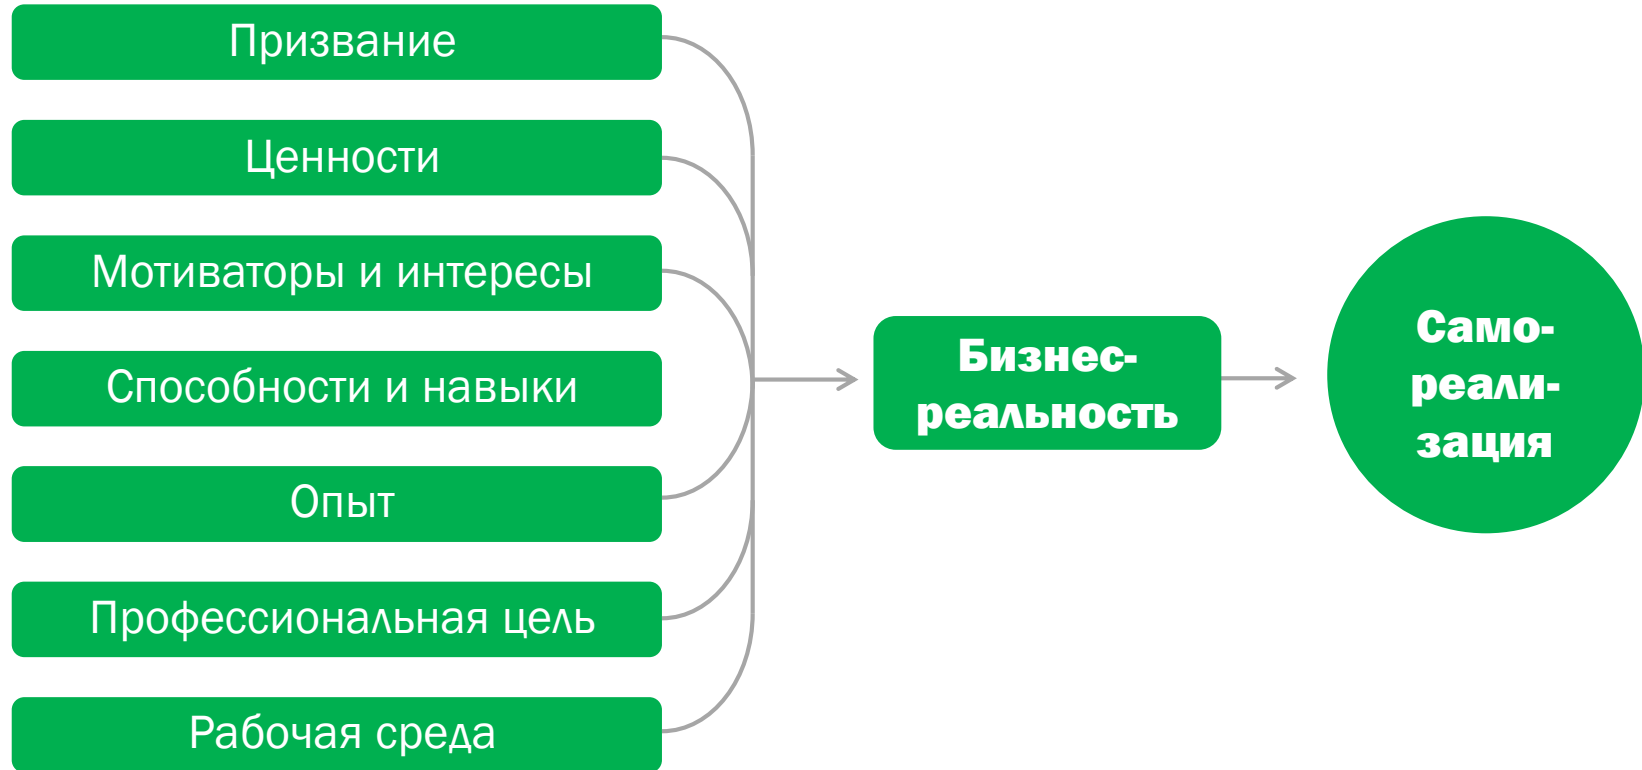 Призвание
Ценности
Мотиваторы и интересы
Способности и навыки
Опыт
Профессиональная цель
Рабочая среда
Бизнес-
реальность
Само-
реали-
зация